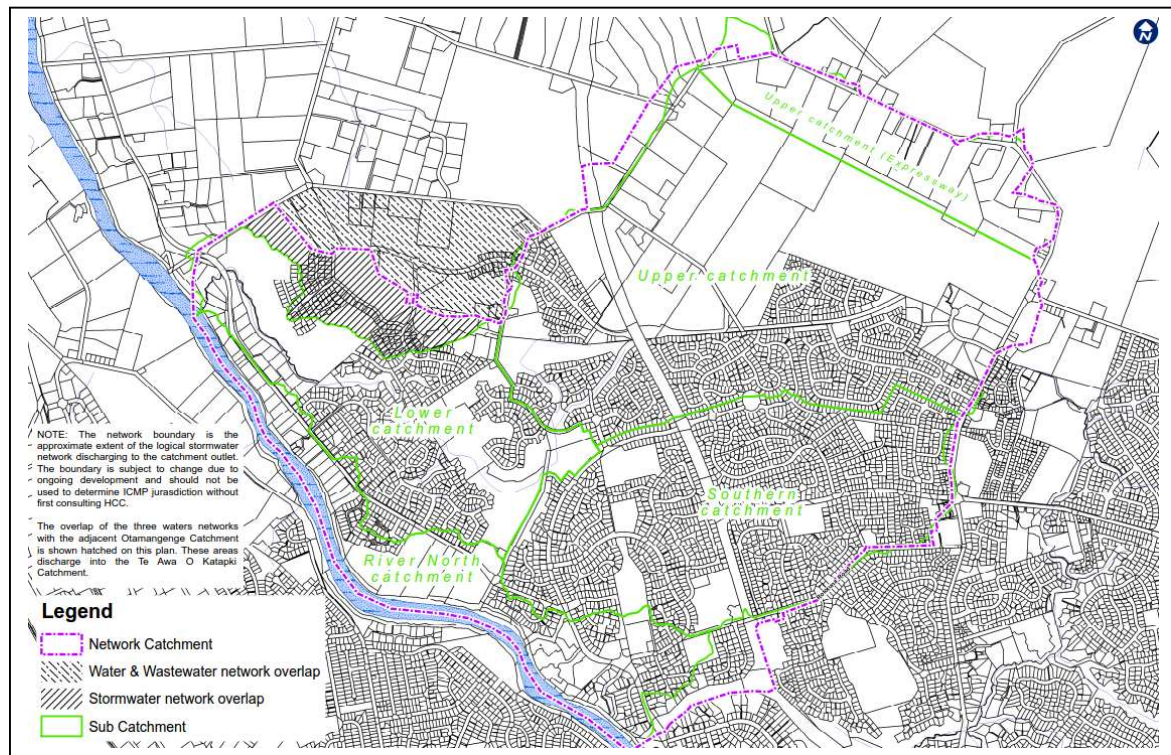 N
Upper catchment (Expressway)
Upper catchment
Lower
catchment
Southern
catchment
River North
catchment
NOTE: The network boundary is the
approximate extent of the logical stormwater
network discharging to the catchment outlet.
The boundary is subject to change due to
ongoing development and should not be
used to determine ICMP jurasdiction without
first consulting HCC.
The overlap of the three waters networks
with the adjacent Otamangenge Catchment
is shown hatched on this plan. These areas
discharge into the Te Awa O Katapki
Catchment.
Legend
Network Catchment
Water & Wastewater network overlap
Stormwater network overlap
Sub Catchment